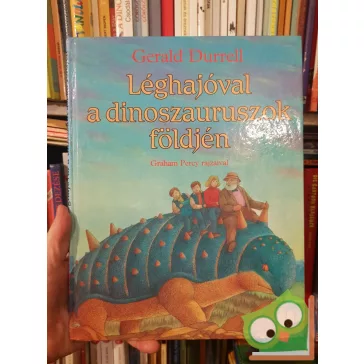 Gerald Durrell
Léghajóval
a dinoszauruszok
földjén
Graham Percy rajzaival